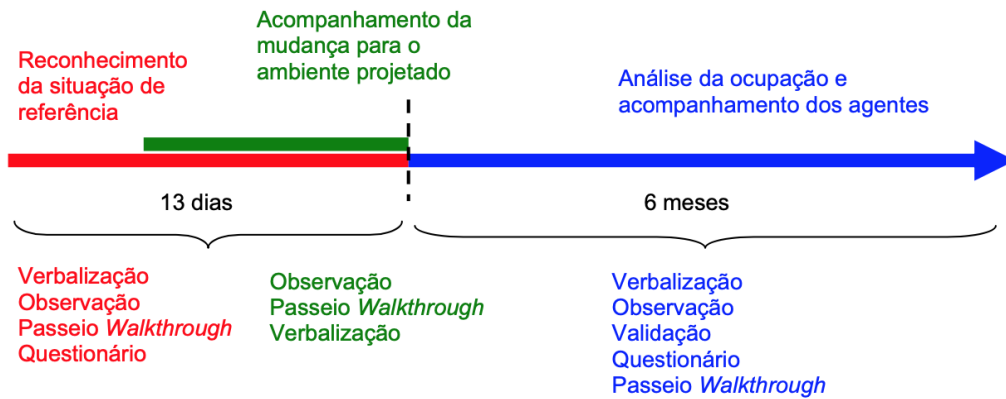 Reconhecimento
da situação de
referência
Acompanhamento da
mudança para o
ambiente projetado
Análise da ocupação e
acompanhamento dos agentes
13 dias
6 meses
Verbalização
Observação
Passeio Walkthrough
Questionário
Observação
Passeio Walkthrough
Verbalização
Verbalização
Observação
Validação
Questionário
Passeio Walkthrough